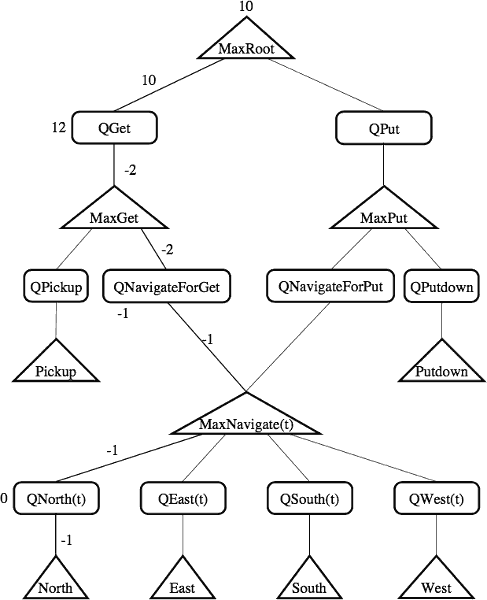 10
MaxRoot
10
12 QGet QPut
-2
MaxGet MaxPut
-2
QPickup QNavigateForGet QNavigateForPut QPutdown
-1
-1
Pickup Putdown
MaxNavigate(t)
-1
0 QNorth(t) QEast(t) QSouth(t) QWest(t)
-1
North East South West